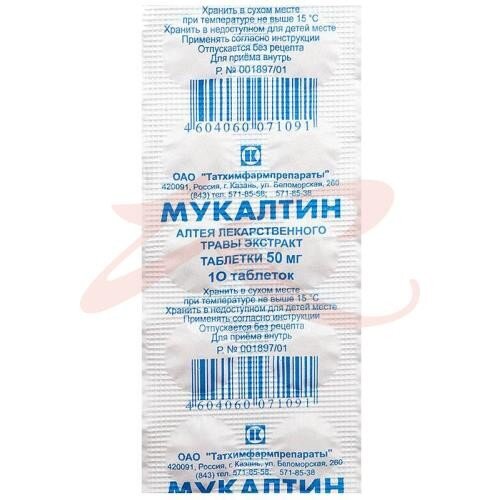 Хранить в сухом месте
при температуре не выше 15 °С
Хранить в недоступном для детей месте
Применять согласно инструкции
Отпускается без рецепта
Для приёма внутрь
Р. № 001897/01
4 604060 071091
ОАО "Татхимфармпрепараты"
420091, Россия, г. Казань, ул. Беломорская, 260
(843) тел. 571-85-58; 571-85-38
МУКАЛТИН
АЛТЕЯ ЛЕКАРСТВЕННОГО
ТРАВЫ ЭКСТРАКТ
ТАБЛЕТКИ 50 мг
10 таблеток
Хранить в сухом месте
при температуре не выше 15 °С
Хранить в недоступном для детей месте
Применять согласно инструкции
Отпускается без рецепта
Для приёма внутрь
Р. № 001897/01
4 604060 071091
ОАО "Татхимфармпрепараты"
420091, Россия, г. Казань, ул. Беломорская, 260
(843) тел. 571-85-58; 571-85-38
МУКАЛТИН